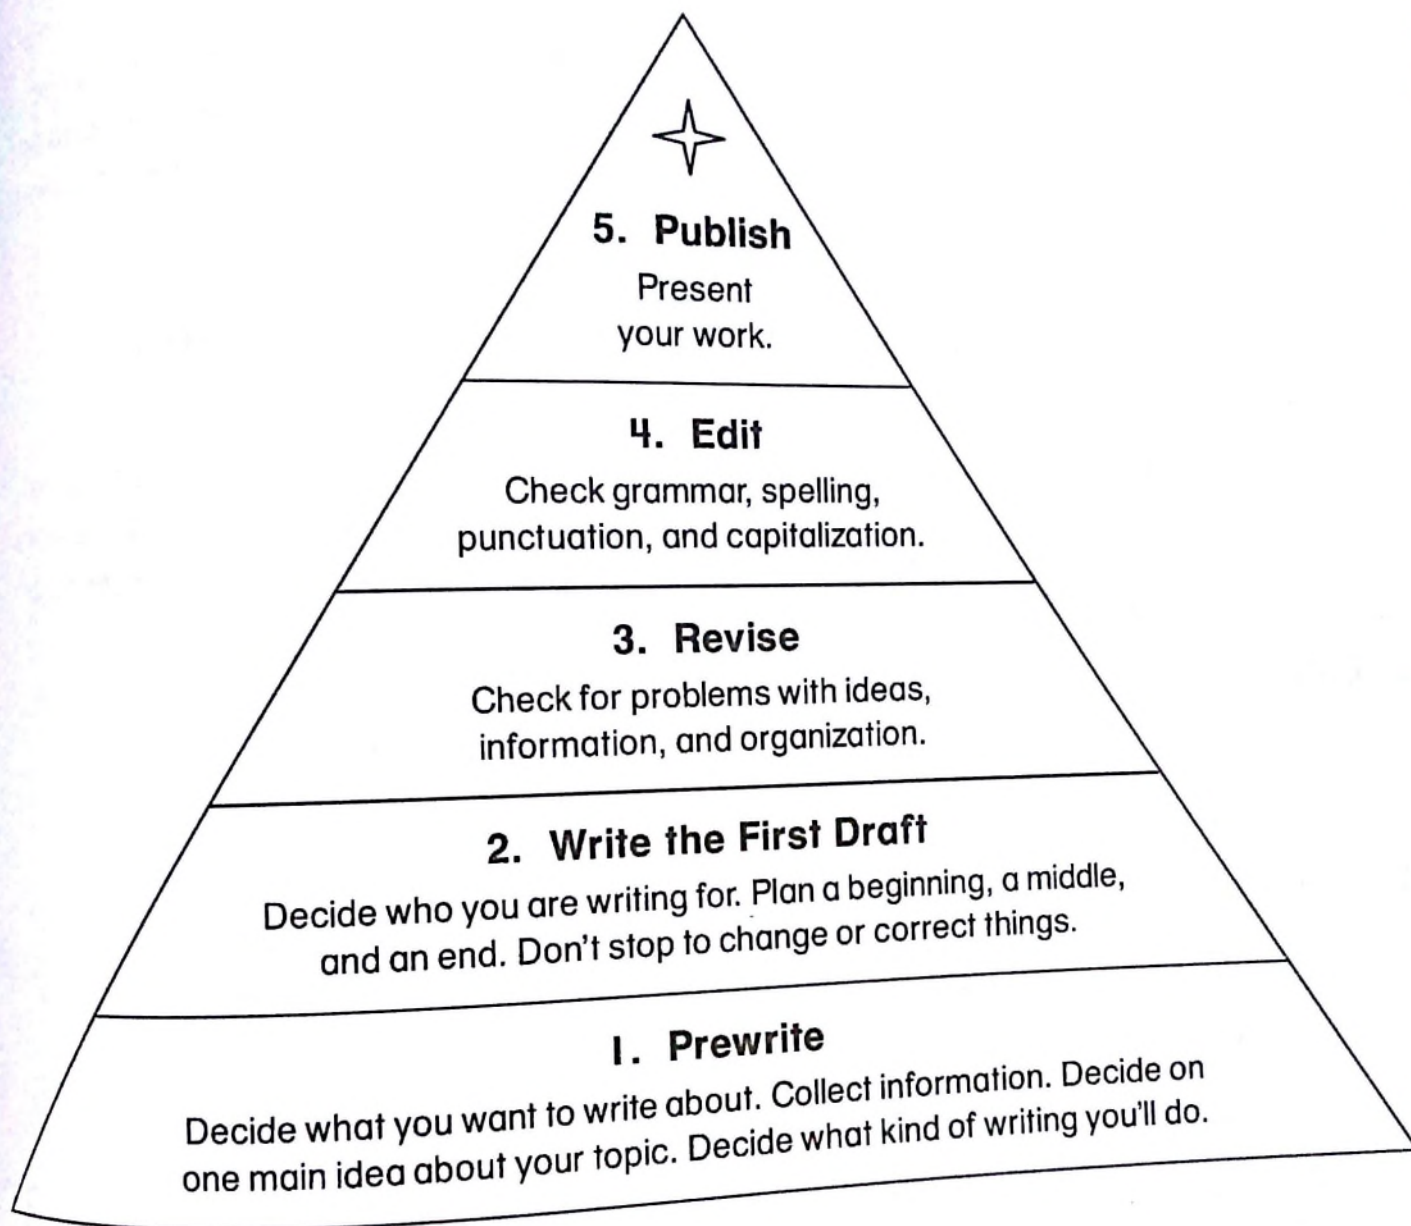 5. Publish
Present
your work.
4. Edit
Check grammar, spelling,
punctuation, and capitalization.
3. Revise
Check for problems with ideas,
information, and organization.
2. Write the First Draft
Decide who you are writing for. Plan a beginning, a middle,
and an end. Don't stop to change or correct things.
1. Prewrite
Decide what you want to write about. Collect information. Decide on
one main idea about your topic. Decide what kind of writing you'll do.